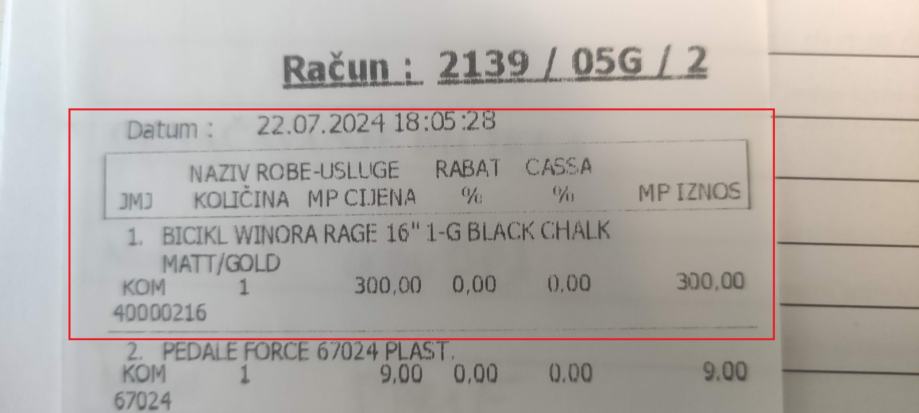 Račun : 2139 / 05G / 2
Datum : 22.07.2024 18:05:28
NAZIV ROBE-USLUGE RABAT CASSA
JMJ KOLIČINA MP CIJENA % % MP IZNOS
1. BICIKL WINORA RAGE 16" 1-G BLACK CHALK
MATT/GOLD
KOM 1 300,00 0,00 0,00 300,00
40000216
2. PEDALE FORCE 67024 PLAST.
KOM 1 9,00 0,00 0.00 9.00
67024